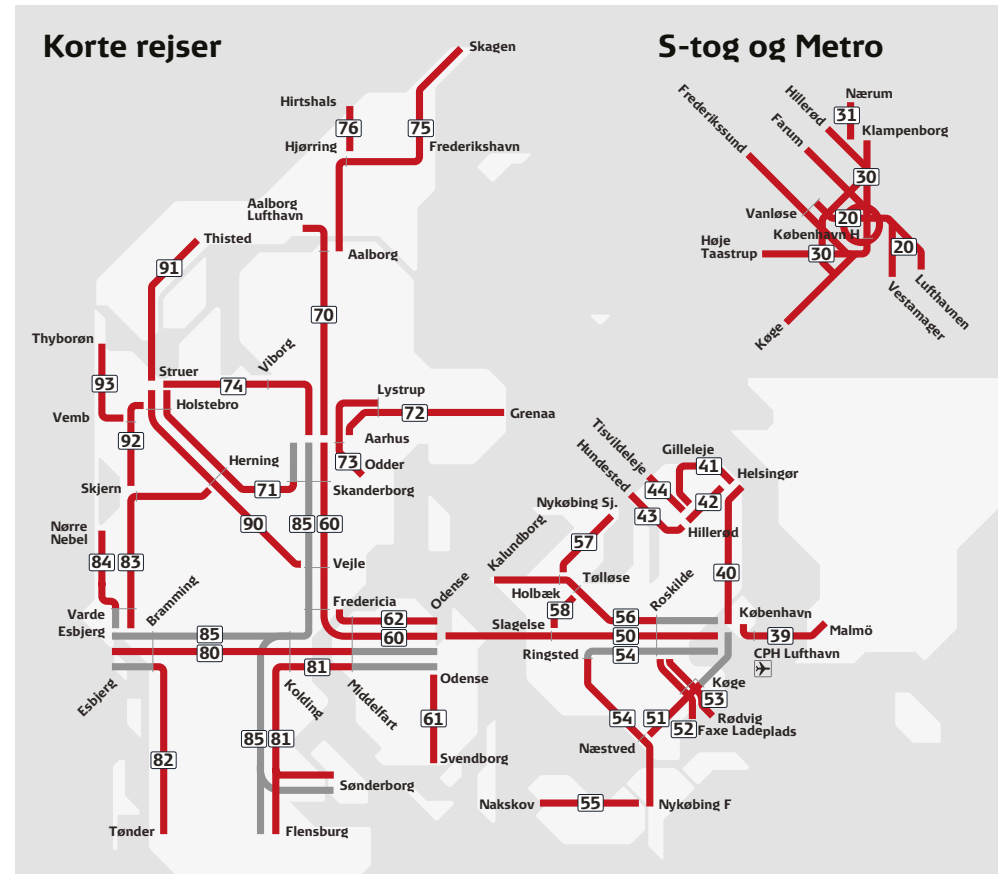 Korte rejser
S-tog og Metro
Skagen
Hirtshals
76
75
Hjørring
Frederikshavn
Aalborg
Lufthavn
Thisted
Aalborg
91
70
Thyborøn
Struer
Viborg
93
74
Lystrup
Holstebro
72
Grenaa
Vemb
92
Aarhus
73
Odder
Herning
Skjern
71
Skanderborg
Nørre
Nebel
90
85
60
84
83
Vejle
Varde
Bramming
Fredericia
Odense
62
Esbjerg
85
60
80
81
Esbjerg
Kolding
Middelfart
Odense
61
85
81
82
Svendborg
Sønderborg
Tønder
Flensburg
Nærum
31
Hillerød
Klampenborg
Farum
Frederikssund
30
Vanløse
20
København H
Høje
Taastrup
30
20
Lufthavnen
Vestamager
Køge
Gilleleje
41
Tisvildeleje
Hundested
Helsingør
44
42
43
Hillerød
Nykøbing Sj.
57
Kalundborg
40
Tølløse
Roskilde
Holbæk
58
56
København
Slagelse
50
39
Malmö
Ringsted
54
CPH Lufthavn
Køge
53
54
51
Rødvig
52
Faxe Ladeplads
Næstved
Nakskov
55
Nykøbing F